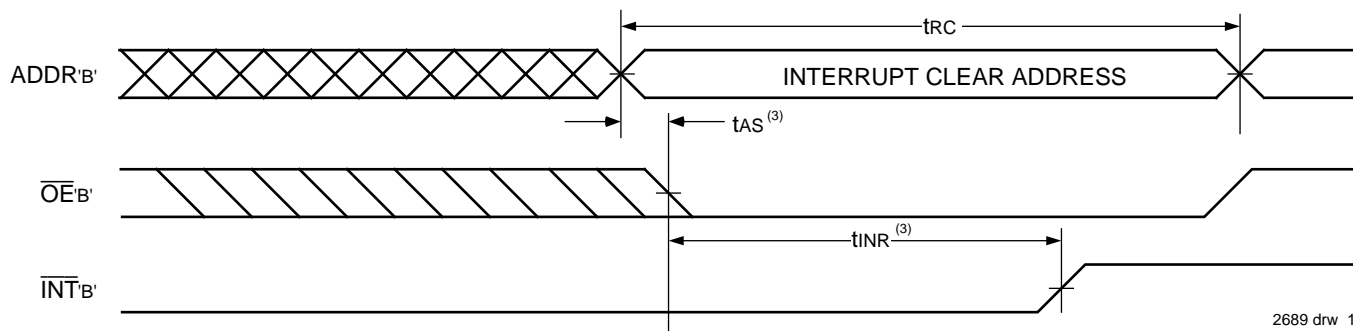 tRC
ADDR'B'
INTERRUPT CLEAR ADDRESS
tAS (3)
OE'B'
tINR (3)
INT'B'
2689 drw 1